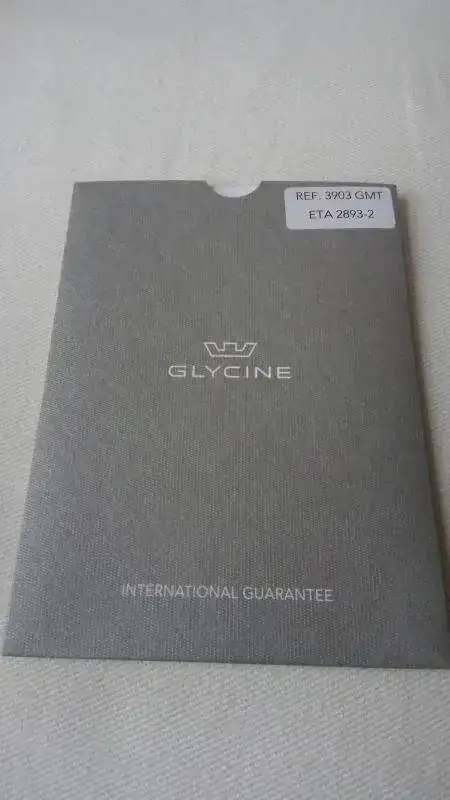 REF. 3903 GMT
ETA 2893-2
GLYCINE
INTERNATIONAL GUARANTEE